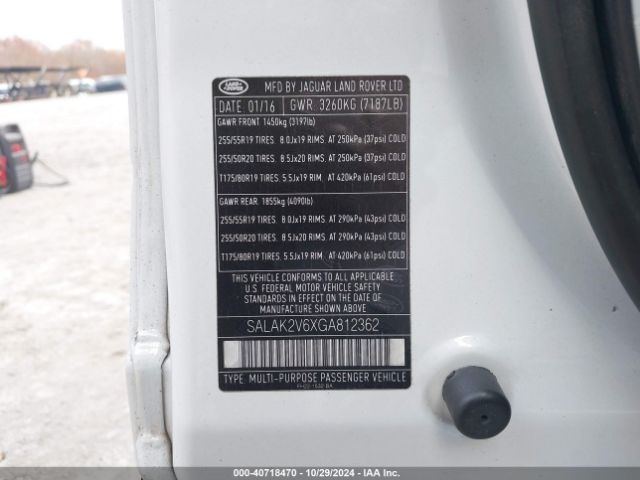 LAND ROVER
MFD BY JAGUAR LAND ROVER LTD
DATE. 01/16 GWR. 3260KG (7187LB)
GAWR FRONT. 1450kg (3197lb)
255/55R19 TIRES. 8.0Jx19 RIMS. AT 250kPa (37psi) COLD
255/50R20 TIRES. 8.5Jx20 RIMS. AT 250kPa (37psi) COLD
T175/80R19 TIRES. 5.5Jx19 RIM. AT 420kPa (61psi) COLD
GAWR REAR. 1855kg (4090lb)
255/55R19 TIRES. 8.0Jx19 RIMS. AT 290kPa (43psi) COLD
255/50R20 TIRES. 8.5Jx20 RIMS. AT 290kPa (43psi) COLD
T175/80R19 TIRES. 5.5Jx19 RIM. AT 420kPa (61psi) COLD
THIS VEHICLE CONFORMS TO ALL APPLICABLE
U.S. FEDERAL MOTOR VEHICLE SAFETY
STANDARDS IN EFFECT ON THE DATE OF
MANUFACTURE SHOWN ABOVE.
SALAK2V6XGA812362
TYPE. MULTI-PURPOSE PASSENGER VEHICLE
000-40718470 - 10/29/2024 - IAAI.COM